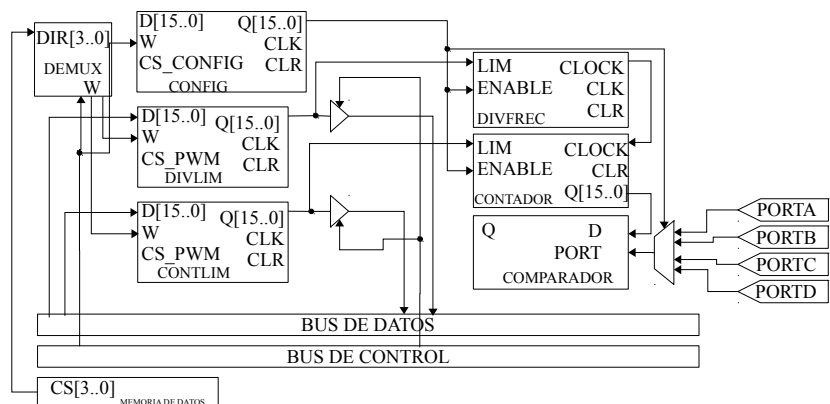 DIR[3..0]
DEMUX
W
D[15..0] Q[15..0]
W CLK
CS_CONFIG CLR
CONFIG
D[15..0] Q[15..0]
W CLK
CS_PWM CLR
DIVLIM
D[15..0] Q[15..0]
W CLK
CS_PWM CLR
CONTLIM
LIM CLOCK
ENABLE CLK
DIVFREC CLR
LIM CLOCK
ENABLE CLR
CONTADOR Q[15..0]
Q D
PORT
COMPARADOR
PORTA
PORTB
PORTC
PORTD
BUS DE DATOS
BUS DE CONTROL
CS[3..0]
MEMORIA DE DATOS